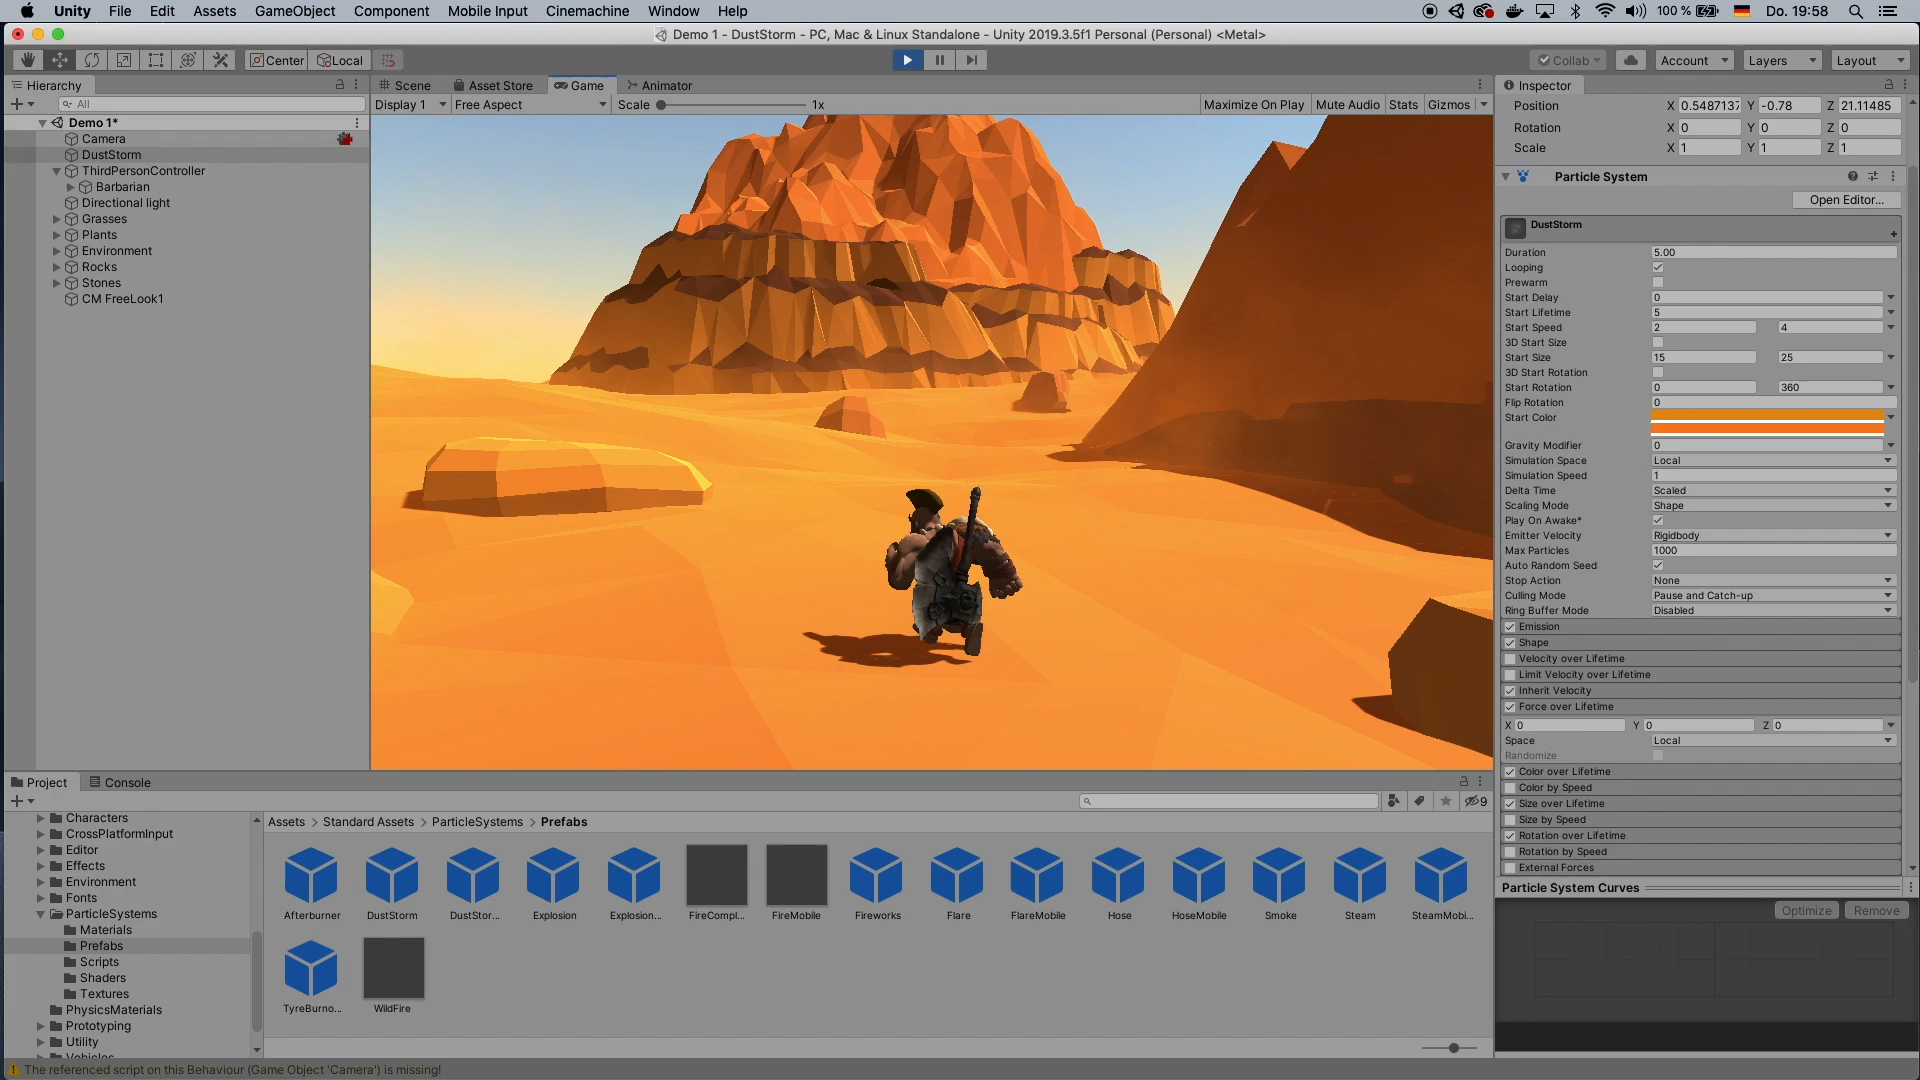 Unity File Edit Assets GameObject Component Mobile Input Cinemachine Window Help 100 % Do. 19:58
Demo 1 - DustStorm - PC, Mac & Linux Standalone - Unity 2019.3.5f1 Personal (Personal) <Metal>
Center Local Collab Account Layers Layout
Hierarchy
All
Demo 1*
Camera
DustStorm
ThirdPersonController
Barbarian
Directional light
Grasses
Plants
Environment
Rocks
Stones
CM FreeLook1
Scene Asset Store Game Animator
Display 1 Free Aspect Scale 1x Maximize On Play Mute Audio Stats Gizmos
Inspector
Position X 0.5487137 Y -0.78 Z 21.11485
Rotation X 0 Y 0 Z 0
Scale X 1 Y 1 Z 1
Particle System
Open Editor...
DustStorm
Duration 5.00
Looping
Prewarm
Start Delay 0
Start Lifetime 5
Start Speed 2 4
3D Start Size
Start Size 15 25
3D Start Rotation
Start Rotation 0 360
Flip Rotation 0
Start Color
Gravity Modifier 0
Simulation Space Local
Simulation Speed 1
Delta Time Scaled
Scaling Mode Shape
Play On Awake*
Emitter Velocity Rigidbody
Max Particles 1000
Auto Random Seed
Stop Action None
Culling Mode Pause and Catch-up
Ring Buffer Mode Disabled
Emission
Shape
Velocity over Lifetime
Limit Velocity over Lifetime
Inherit Velocity
Force over Lifetime
X 0 Y 0 Z 0
Space Local
Randomize
Color over Lifetime
Color by Speed
Size over Lifetime
Size by Speed
Rotation over Lifetime
Rotation by Speed
External Forces
Particle System Curves
Optimize Remove
Project Console
9
Characters
CrossPlatformInput
Editor
Effects
Environment
Fonts
ParticleSystems
Materials
Prefabs
Scripts
Shaders
Textures
PhysicsMaterials
Prototyping
Utility
Vehicles
Assets > Standard Assets > ParticleSystems > Prefabs
Afterburner DustStorm DustStor... Explosion Explosion... FireCompl... FireMobile Fireworks Flare FlareMobile Hose HoseMobile Smoke Steam SteamMobi...
TyreBurno... WildFire
The referenced script on this Behaviour (Game Object 'Camera') is missing!